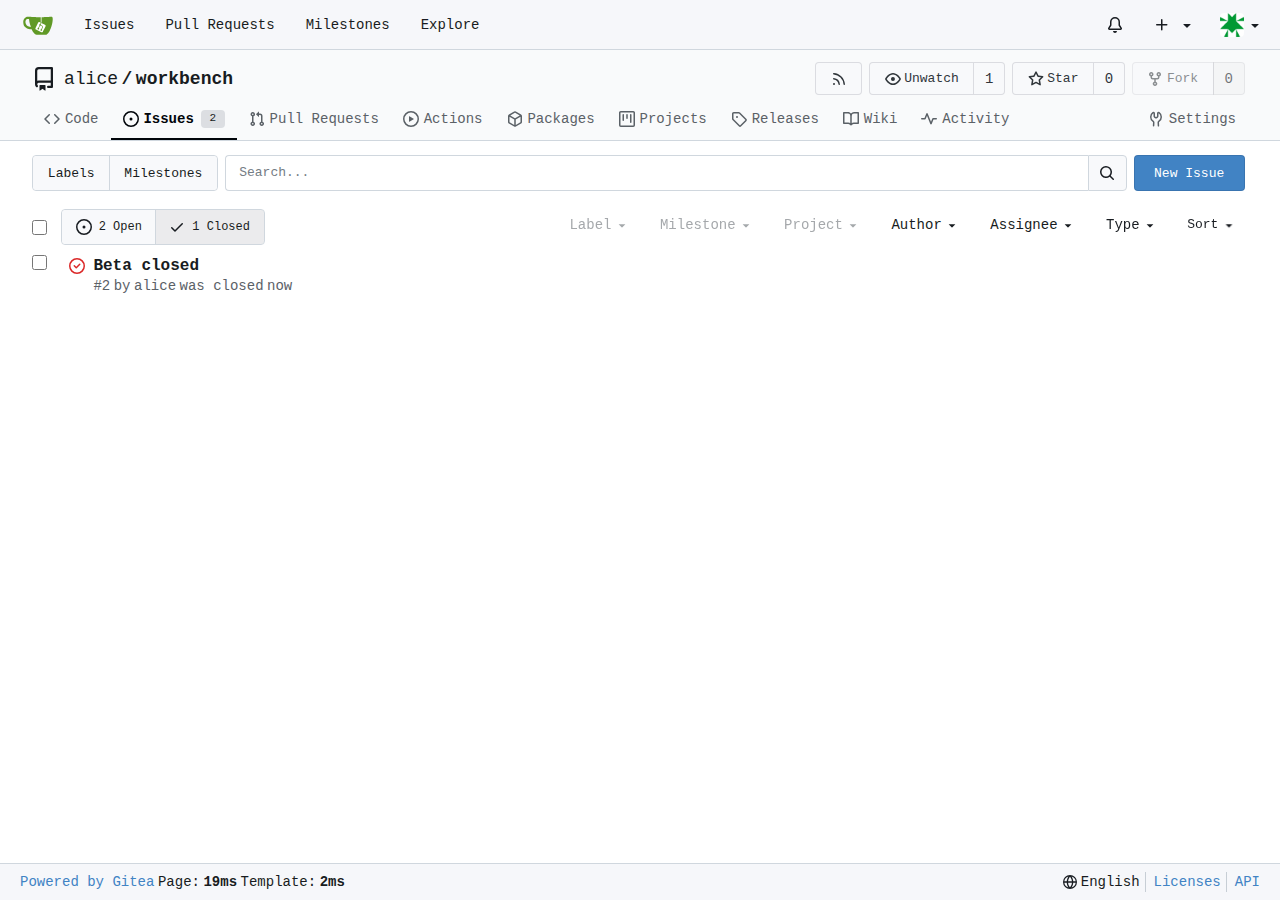 Issues Pull Requests Milestones Explore
alice/workbench Unwatch 1 Star 0 Fork 0
Code Issues 2 Pull Requests Actions Packages Projects Releases Wiki Activity Settings
Labels Milestones Search... New Issue
2 Open 1 Closed Label Milestone Project Author Assignee Type Sort
Beta closed
#2 by alice was closed now
Powered by Gitea Page: 19ms Template: 2ms English Licenses API